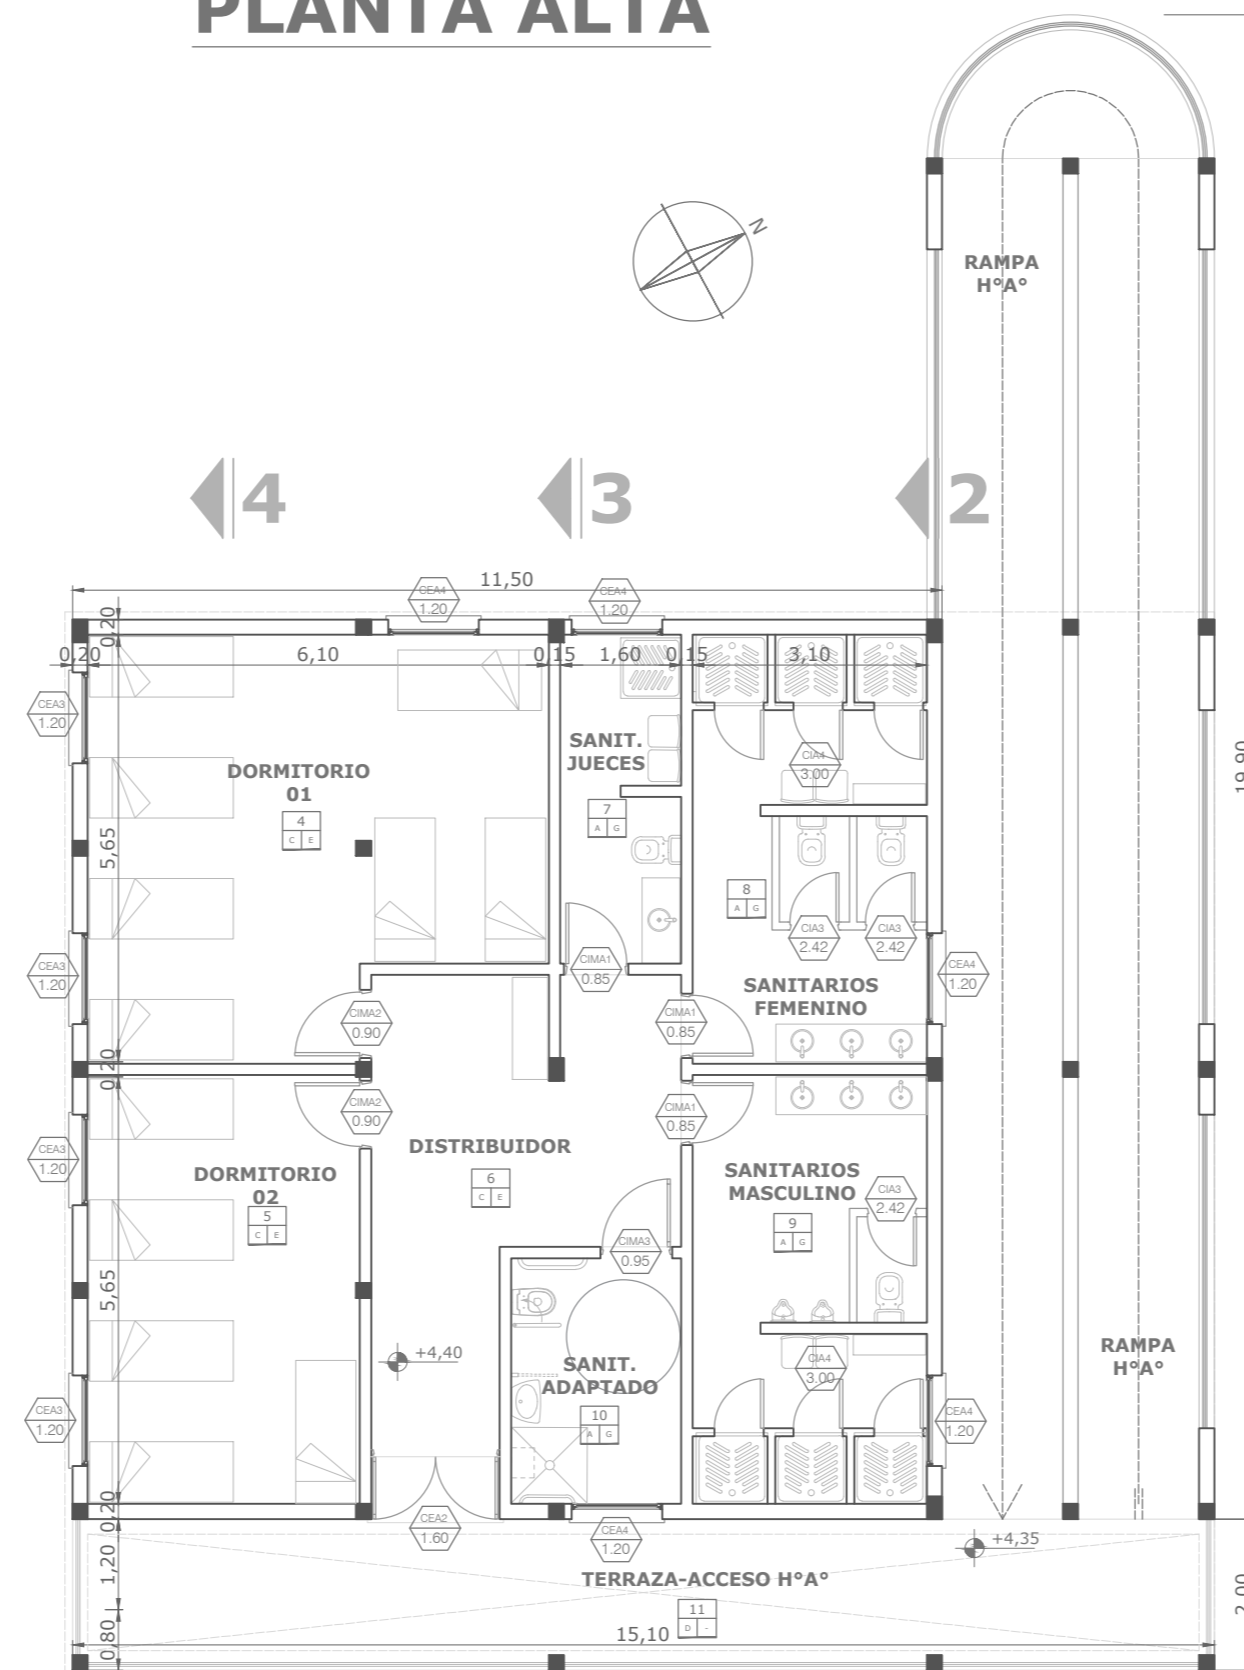 PLANTA ALTA
N
RAMPA
H°A°
4
3
2
11,50
CEA4
1.20
CEA4
1.20
0,20
0,20
6,10
0,15
1,60
0,15
3,10
CEA3
1.20
SANIT.
JUECES
DORMITORIO
01
4
C E
7
A G
CIA4
3.00
19,90
5,65
8
A G
CIA3
2.42
CIA3
2.42
CEA3
1.20
CIMA1
0.85
CEA4
1.20
SANITARIOS
FEMENINO
CIMA2
0.90
CIMA1
0.85
0,20
CIMA2
0.90
CIMA1
0.85
CEA3
1.20
DISTRIBUIDOR
6
C E
DORMITORIO
02
5
C E
SANITARIOS
MASCULINO
9
A G
CIA3
2.42
CIMA3
0.95
5,65
+4,40
SANIT.
ADAPTADO
10
A G
CIA4
3.00
RAMPA
H°A°
CEA3
1.20
CEA4
1.20
0,20
CEA2
1.60
CEA4
1.20
+4,35
1,20
TERRAZA-ACCESO H°A°
11
D -
2,00
0,80
15,10